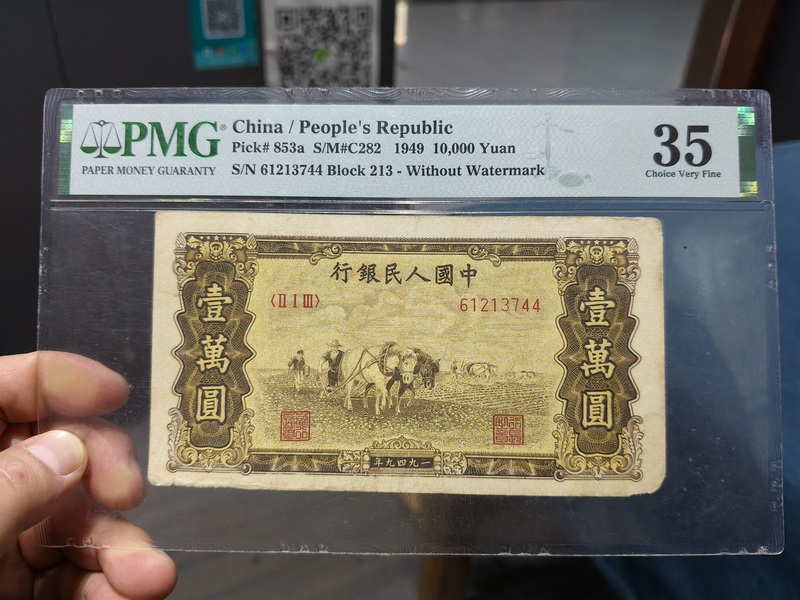 PMG
PAPER MONEY GUARANTY
China / People's Republic
Pick# 853a S/M#C282 1949 10,000 Yuan
S/N 61213744 Block 213 - Without Watermark
35
Choice Very Fine
行銀民人國中
〈Ⅱ Ⅰ Ⅲ〉
61213744
壹萬圓
壹萬圓
年九四九一